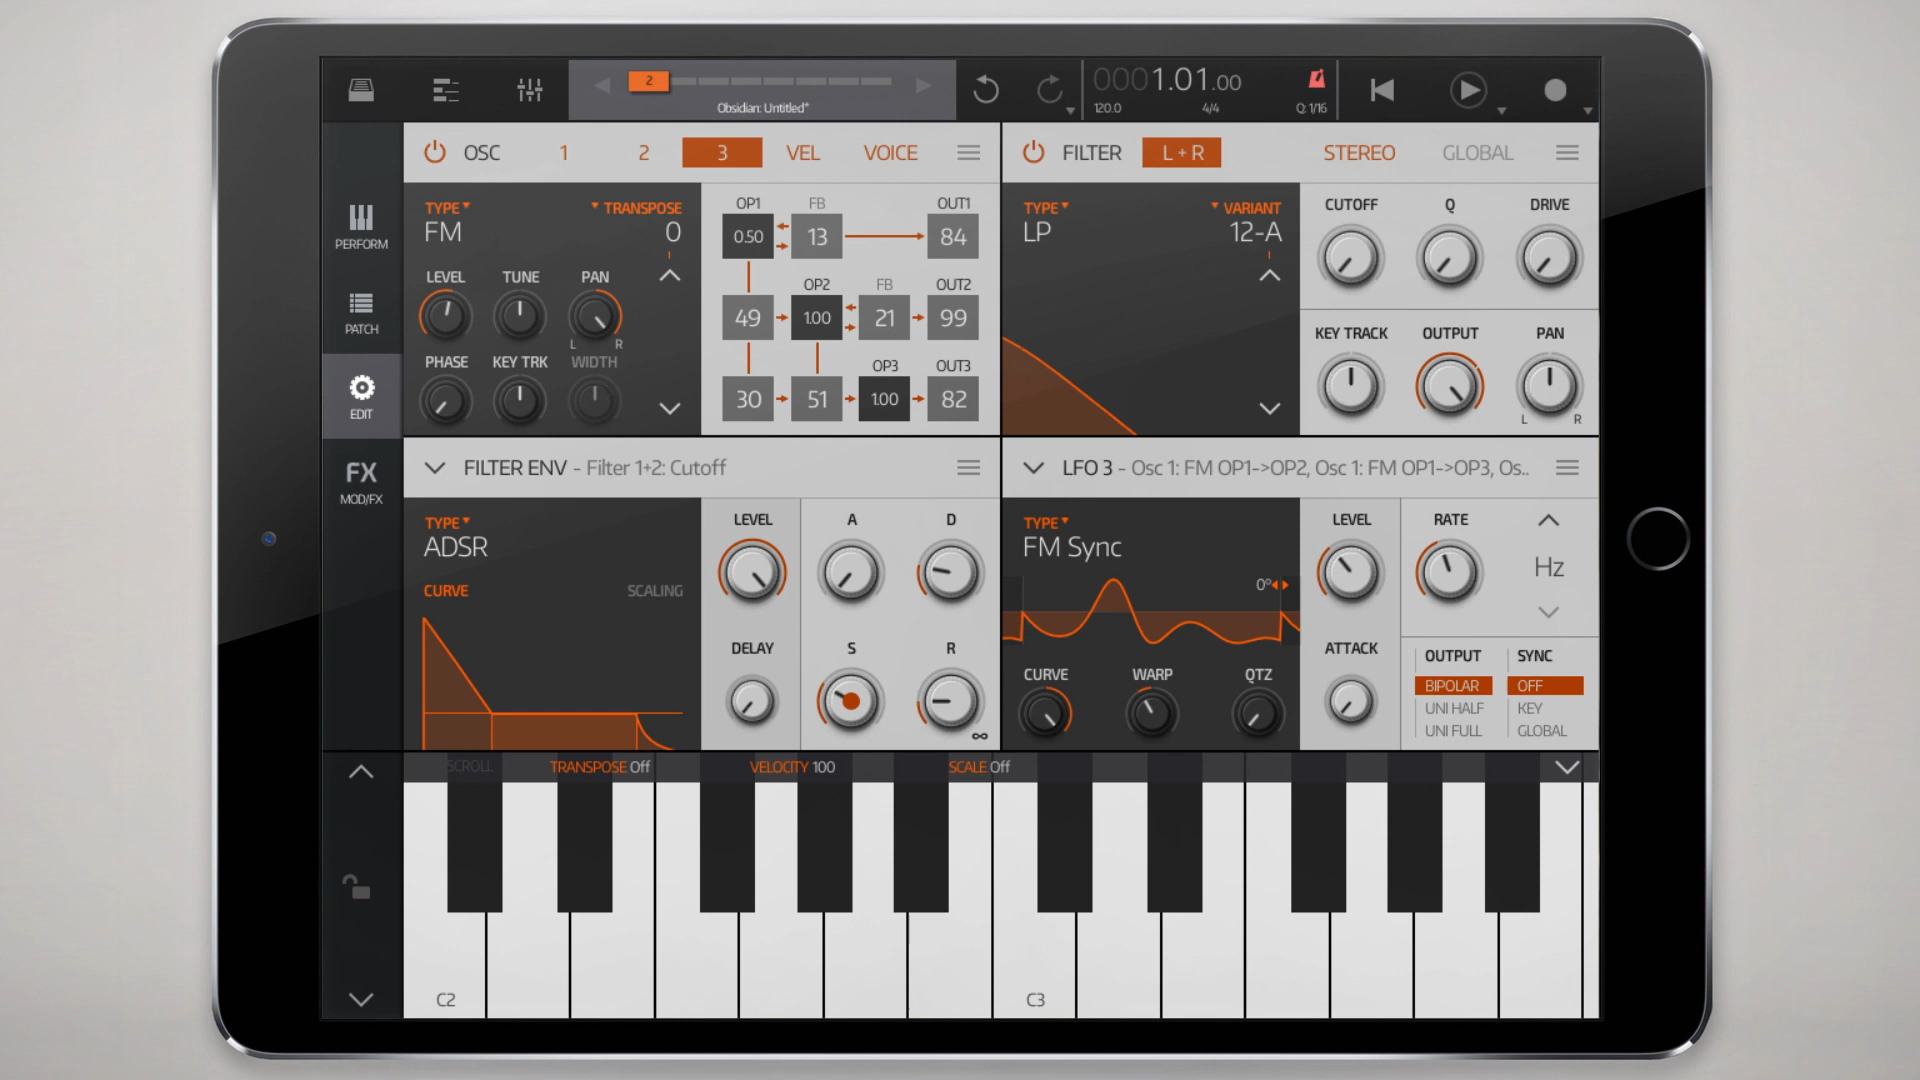 2
Obsidian: Untitled*
0001.01.00
120.0
4/4
Q: 1/16
OSC 1 2 3 VEL VOICE
FILTER L + R STEREO GLOBAL
PERFORM
PATCH
EDIT
FX
MOD/FX
TYPE TRANSPOSE
FM 0
LEVEL TUNE PAN
L R
PHASE KEY TRK WIDTH
OP1 FB OUT1
0.50 13 84
OP2 FB OUT2
49 1.00 21 99
OP3 OUT3
30 51 1.00 82
TYPE VARIANT
LP 12-A
CUTOFF Q DRIVE
KEY TRACK OUTPUT PAN
L R
FILTER ENV - Filter 1+2: Cutoff
TYPE
ADSR
CURVE SCALING
LEVEL A D
DELAY S R
∞
LFO 3 - Osc 1: FM OP1->OP2, Osc 1: FM OP1->OP3, Os..
TYPE
FM Sync
0°
CURVE WARP QTZ
LEVEL RATE
Hz
ATTACK
OUTPUT SYNC
BIPOLAR OFF
UNI HALF KEY
UNI FULL GLOBAL
SCROLL TRANSPOSE Off VELOCITY 100 SCALE Off
C2 C3